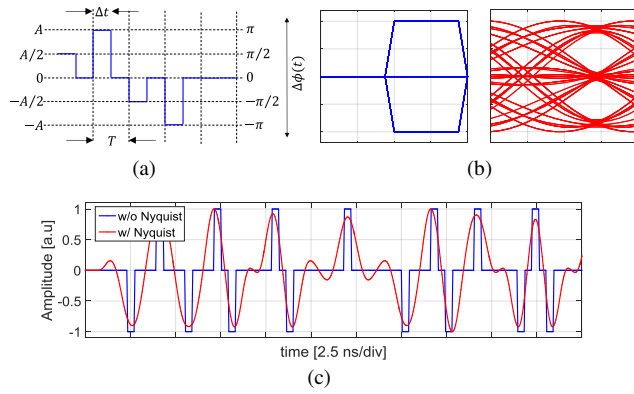 Δt
A
A/2
0
−A/2
−A
π
π/2
0
−π/2
−π
T
(a)
Δϕ(t)
(b)
w/o Nyquist
w/ Nyquist
1
0.5
0
-0.5
-1
Amplitude [a.u]
time [2.5 ns/div]
(c)